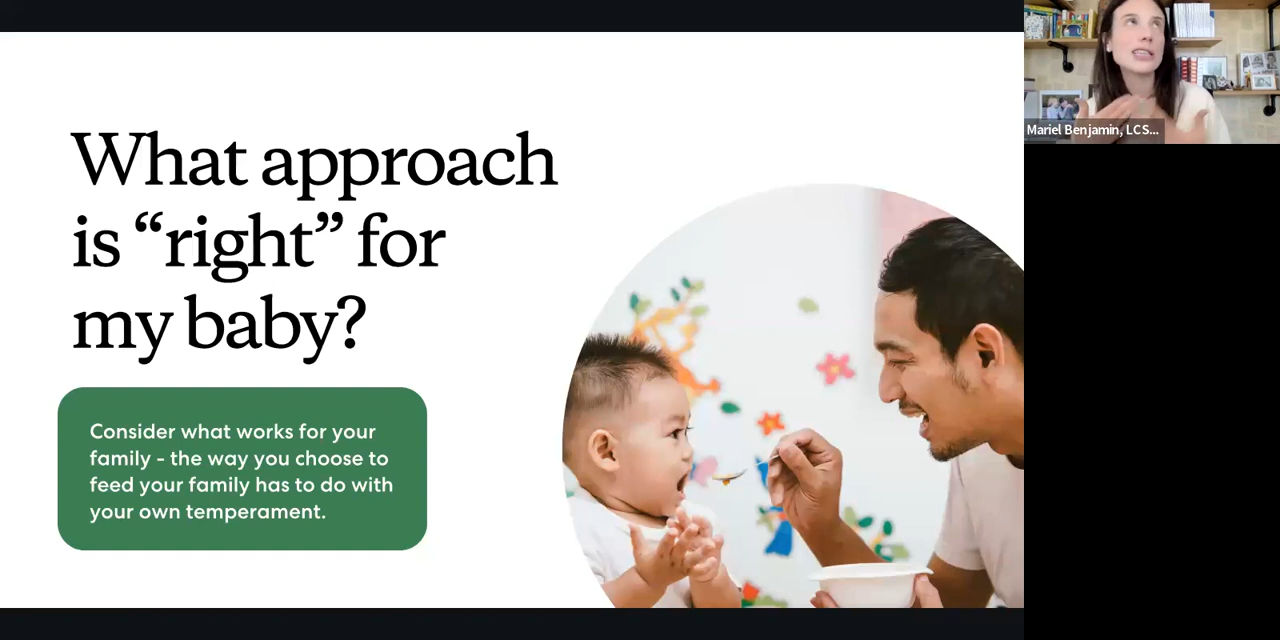 What approach
is “right” for
my baby?
Consider what works for your
family - the way you choose to
feed your family has to do with
your own temperament.
Mariel Benjamin, LCS...